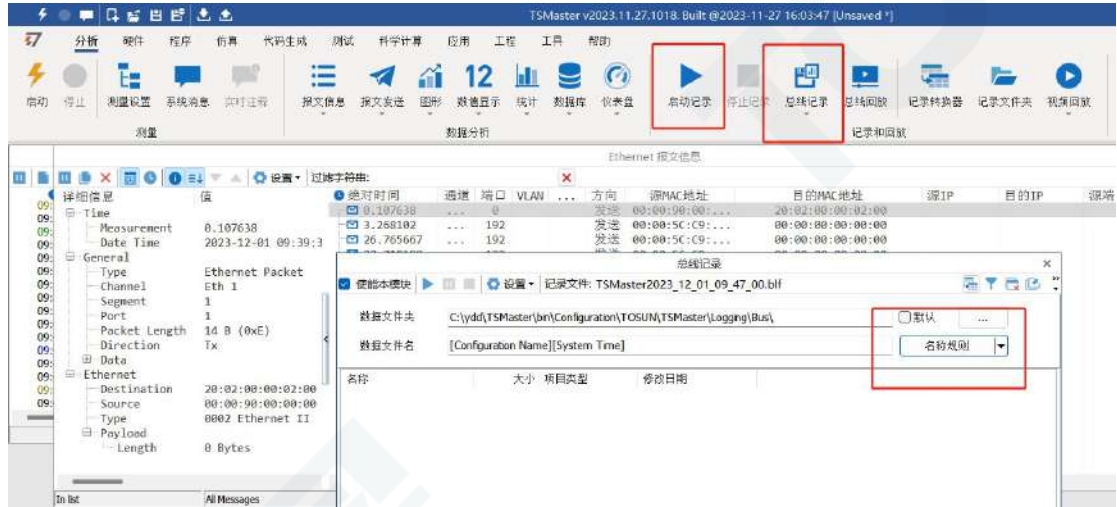 TSMaster v2023.11.27.1018. Built @2023-11-27 16:03:47 [Unsaved *]
分析 硬件 程序 仿真 代码生成 测试 科学计算 应用 工程 工具 帮助
启动 停止 测量设置 系统消息 实时注释 报文信息 报文发送 图形 数值显示 统计 数据库 仪表盘 启动记录 停止记录 总线记录 总线回放 记录转换器 记录文件夹 视频回放
12
测量 数据分析 记录和回放
Ethernet 报文信息
设置 过滤字符串:
详细信息 值 绝对时间 通道 端口 VLAN ... 方向 源MAC地址 目的MAC地址 源IP 目的IP 源端
Time 0.107638 ... 0 发送 00:00:90:00:... 20:02:00:00:02:00
Measurement 0.107638 3.268102 ... 192 发送 00:00:5C:C9:... 00:00:00:00:00:00
Date Time 2023-12-01 09:39:3 26.765667 ... 192 发送 00:00:5C:C9:... 00:00:00:00:00:00
General
Type Ethernet Packet
Channel Eth 1
Segment 1
Port 1
Packet Length 14 B (0xE)
Direction Tx
Data
Ethernet
Destination 20:02:00:00:02:00
Source 00:00:90:00:00:00
Type 0002 Ethernet II
Payload
Length 0 Bytes
In list All Messages
总线记录
使能本模块 设置 记录文件: TSMaster2023_12_01_09_47_00.blf
数据文件夹 C:\ydd\TSMaster\bin\Configuration\TOSUN\TSMaster\Logging\Bus\ 默认 ...
数据文件名 [Configuration Name][System Time] 名称规则
名称 大小 项目类型 修改日期